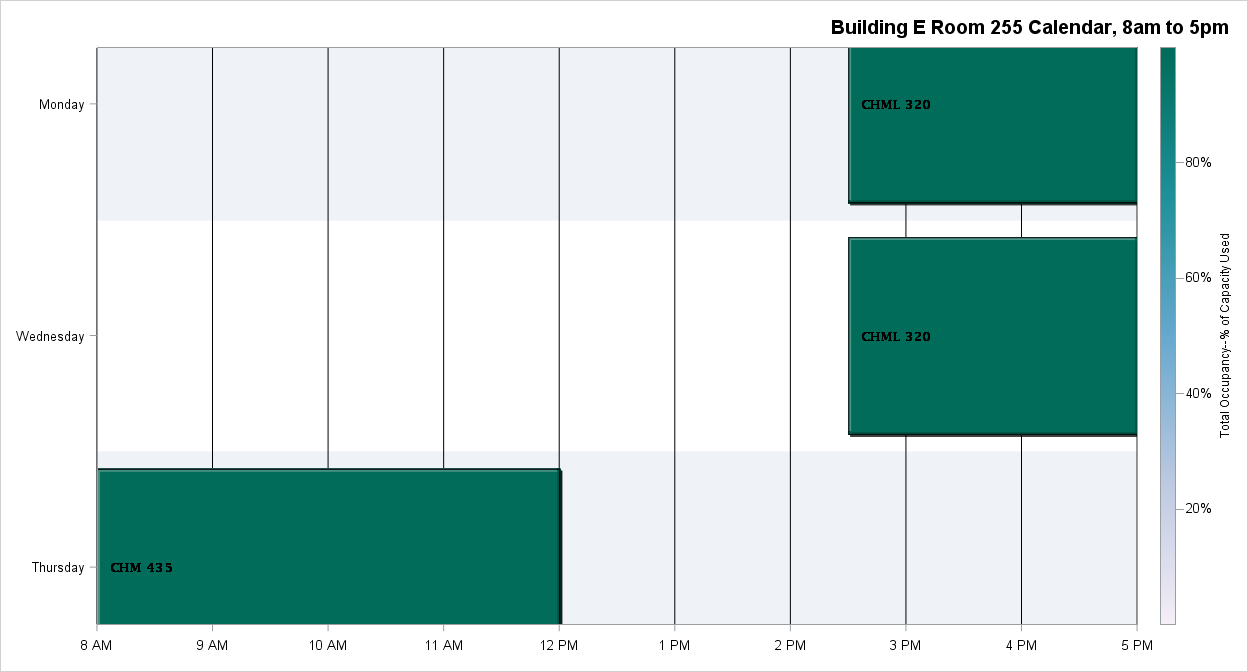 Building E Room 255 Calendar, 8am to 5pm
Monday
CHML 320
Wednesday
CHML 320
Thursday
CHM 435
8 AM 9 AM 10 AM 11 AM 12 PM 1 PM 2 PM 3 PM 4 PM 5 PM
80%
60%
40%
20%
Total Occupancy--% of Capacity Used